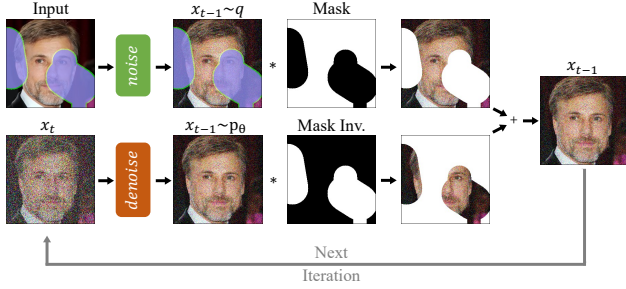 Input
x_{t−1}~q
Mask
noise
*
x_t
x_{t−1}~p_θ
Mask Inv.
denoise
*
+
x_{t−1}
Next
Iteration